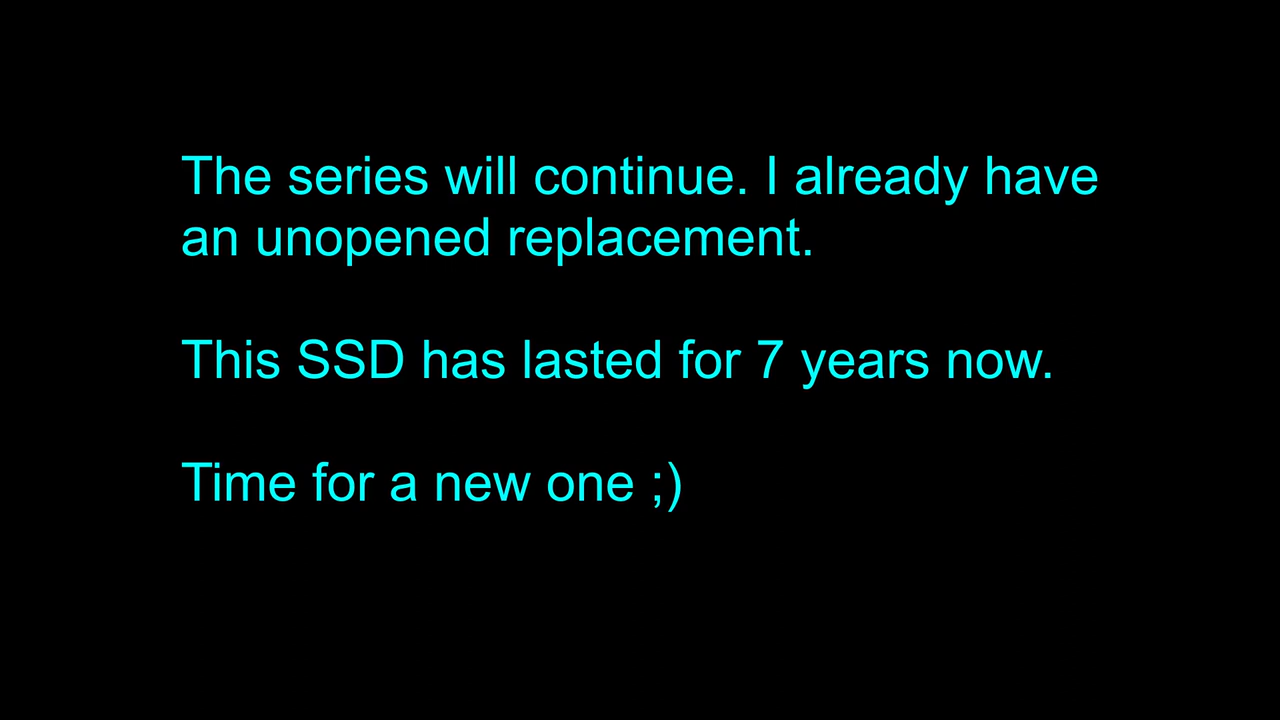 The series will continue. I already have
an unopened replacement.
This SSD has lasted for 7 years now.
Time for a new one ;)